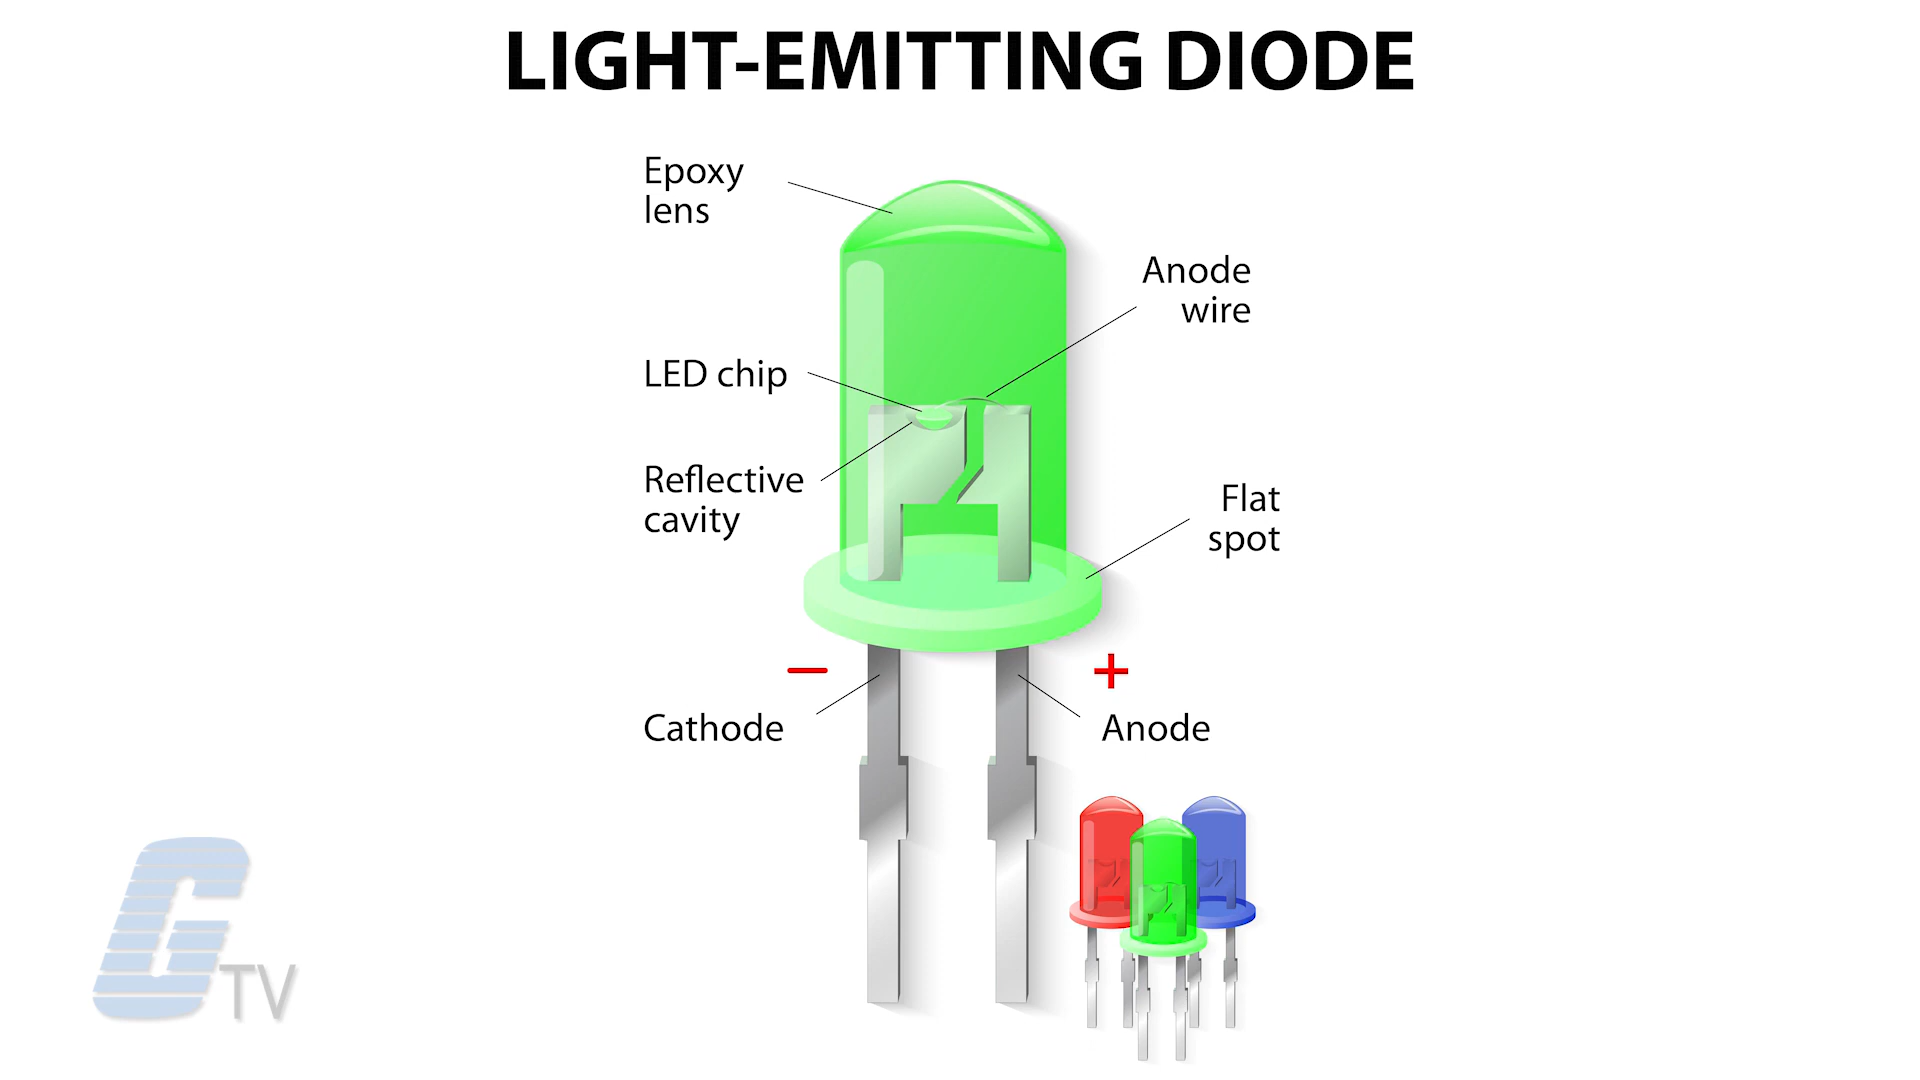 LIGHT-EMITTING DIODE
Epoxy
lens
Anode
wire
LED chip
Reflective
cavity
Flat
spot
–
+
Cathode
Anode
G
TV